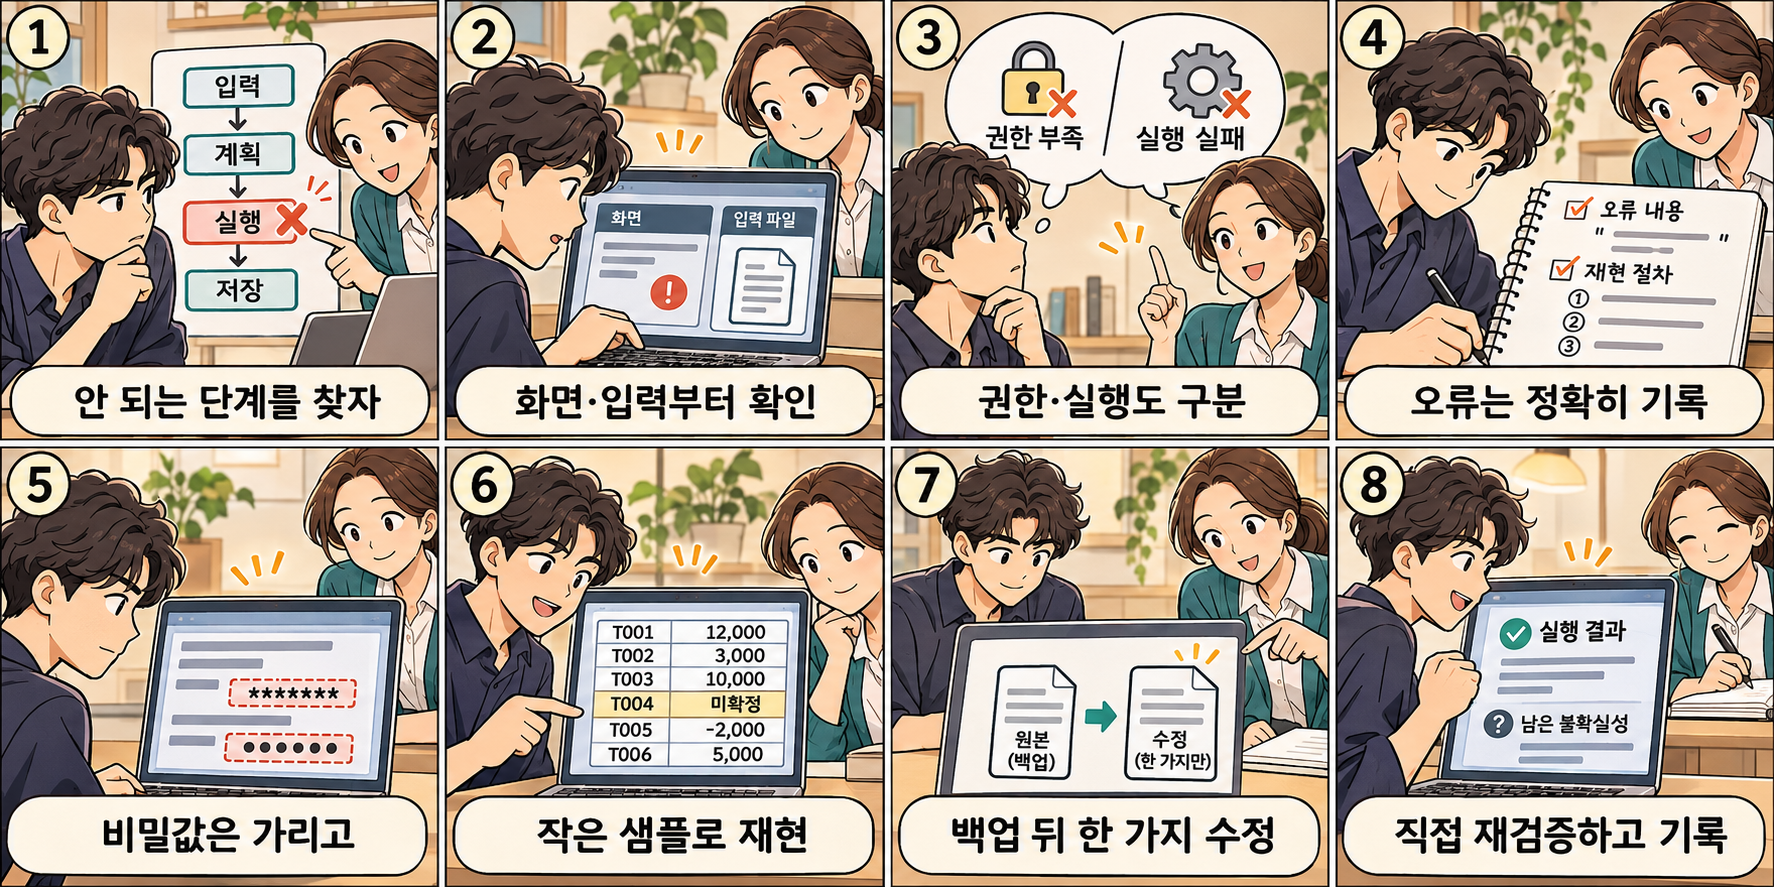 1
입력
계획
실행
저장
안 되는 단계를 찾자
2
화면
입력 파일
!
화면·입력부터 확인
3
권한 부족
실행 실패
권한·실행도 구분
4
오류 내용
" "
재현 절차
①
②
③
오류는 정확히 기록
5
*******
●●●●●●
비밀값은 가리고
6
T001 12,000
T002 3,000
T003 10,000
T004 미확정
T005 -2,000
T006 5,000
작은 샘플로 재현
7
원본
(백업)
수정
(한 가지만)
백업 뒤 한 가지 수정
8
실행 결과
? 남은 불확실성
직접 재검증하고 기록